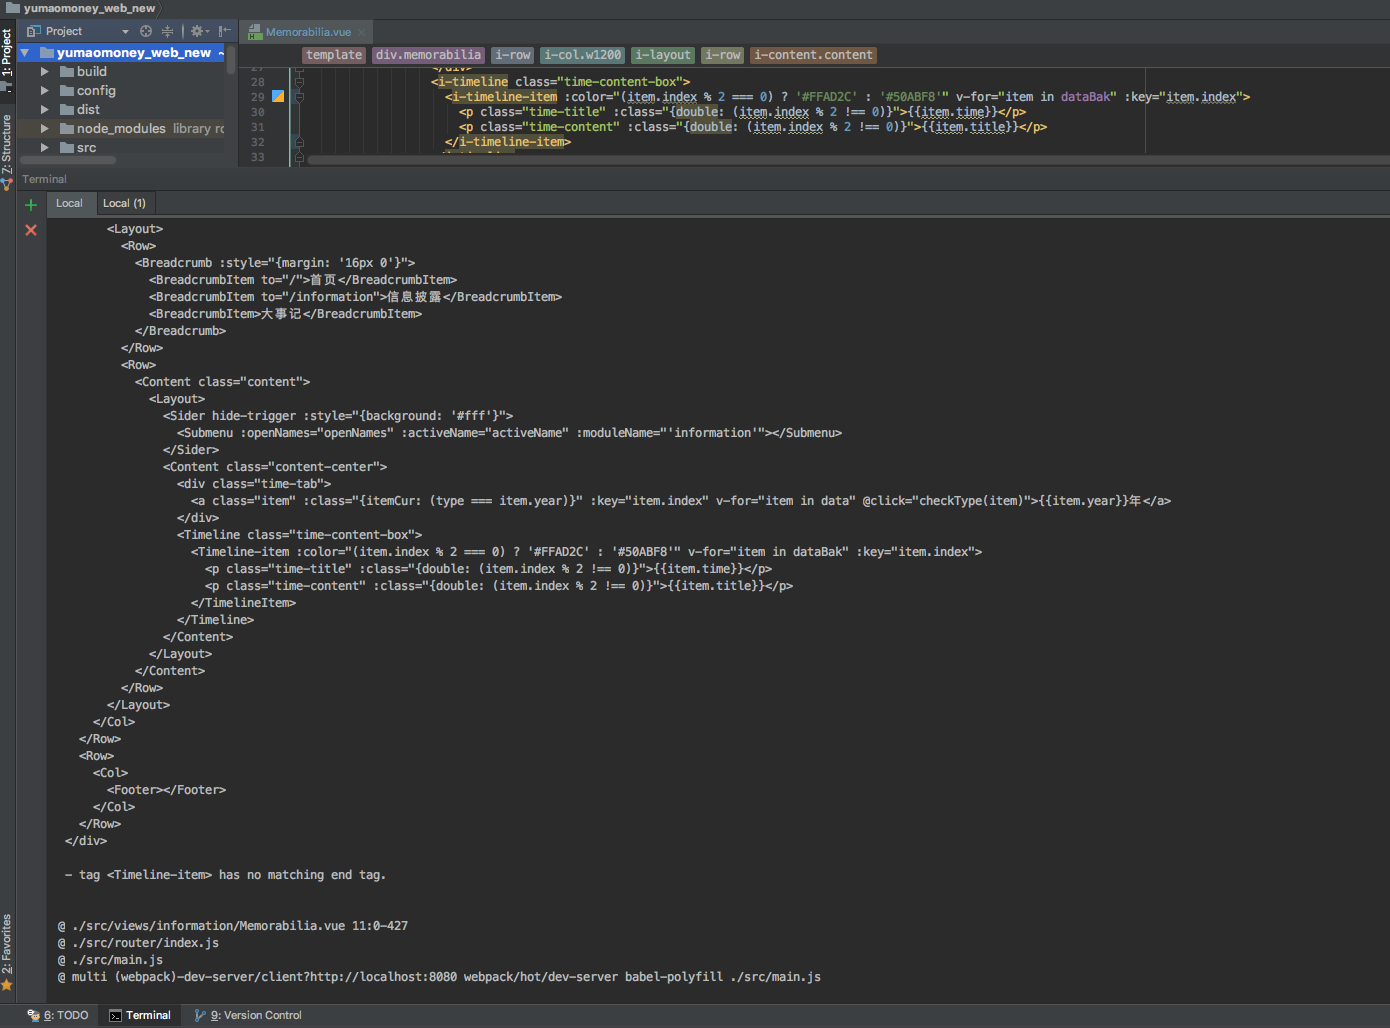 yumaomoney_web_new
1: Project
Z: Structure
2: Favorites
Project
Memorabilia.vue
yumaomoney_web_new ~
build
config
dist
node_modules library ro
src
template div.memorabilia i-row i-col.w1200 i-layout i-row i-content.content
28 <i-timeline class="time-content-box">
29 <i-timeline-item :color="(item.index % 2 === 0) ? '#FFAD2C' : '#50ABF8'" v-for="item in dataBak" :key="item.index">
30 <p class="time-title" :class="{double: (item.index % 2 !== 0)}">{{item.time}}</p>
31 <p class="time-content" :class="{double: (item.index % 2 !== 0)}">{{item.title}}</p>
32 </i-timeline-item>
33
Terminal
Local Local (1)
<Layout>
<Row>
<Breadcrumb :style="{margin: '16px 0'}">
<BreadcrumbItem to="/">首页</BreadcrumbItem>
<BreadcrumbItem to="/information">信息披露</BreadcrumbItem>
<BreadcrumbItem>大事记</BreadcrumbItem>
</Breadcrumb>
</Row>
<Row>
<Content class="content">
<Layout>
<Sider hide-trigger :style="{background: '#fff'}">
<Submenu :openNames="openNames" :activeName="activeName" :moduleName="'information'"></Submenu>
</Sider>
<Content class="content-center">
<div class="time-tab">
<a class="item" :class="{itemCur: (type === item.year)}" :key="item.index" v-for="item in data" @click="checkType(item)">{{item.year}}年</a>
</div>
<Timeline class="time-content-box">
<Timeline-item :color="(item.index % 2 === 0) ? '#FFAD2C' : '#50ABF8'" v-for="item in dataBak" :key="item.index">
<p class="time-title" :class="{double: (item.index % 2 !== 0)}">{{item.time}}</p>
<p class="time-content" :class="{double: (item.index % 2 !== 0)}">{{item.title}}</p>
</TimelineItem>
</Timeline>
</Content>
</Layout>
</Content>
</Row>
</Layout>
</Col>
</Row>
<Row>
<Col>
<Footer></Footer>
</Col>
</Row>
</div>
- tag <Timeline-item> has no matching end tag.
@ ./src/views/information/Memorabilia.vue 11:0-427
@ ./src/router/index.js
@ ./src/main.js
@ multi (webpack)-dev-server/client?http://localhost:8080 webpack/hot/dev-server babel-polyfill ./src/main.js
6: TODO Terminal 9: Version Control